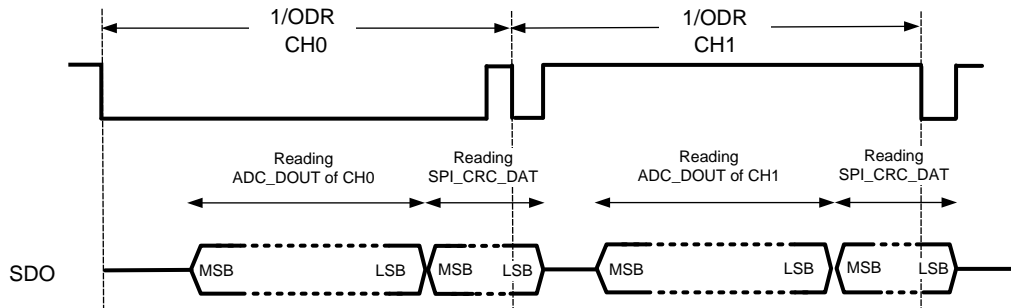 1/ODR
CH0
1/ODR
CH1
Reading
ADC_DOUT of CH0
Reading
SPI_CRC_DAT
Reading
ADC_DOUT of CH1
Reading
SPI_CRC_DAT
SDO
MSB
LSB
MSB
LSB
MSB
LSB
MSB
LSB